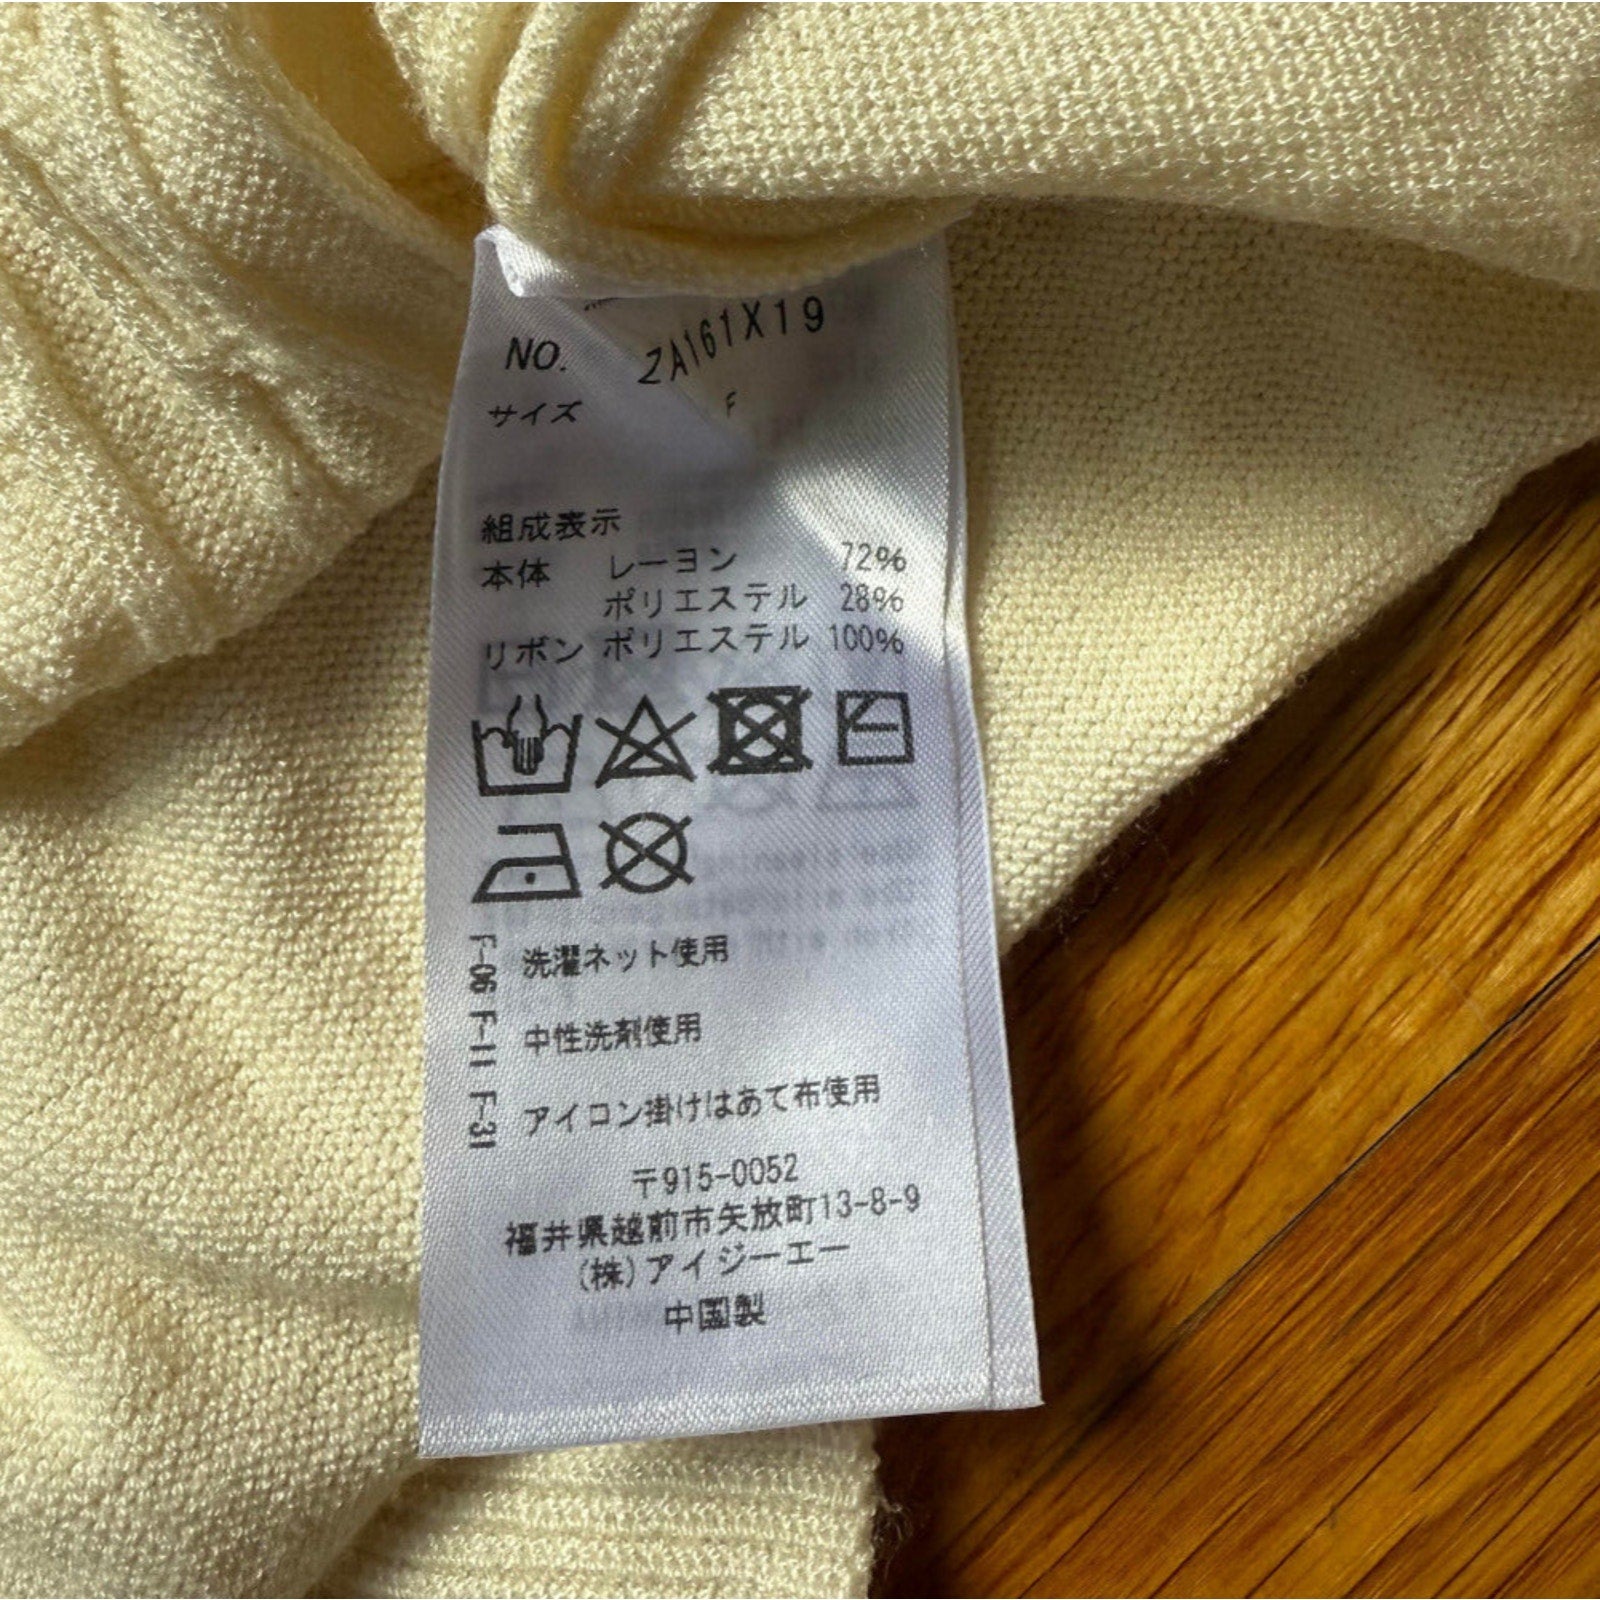 NO. ZA161X19
サイズ F
組成表示
本体 レーヨン 72%
ポリエステル 28%
リボン ポリエステル 100%
F-06 洗濯ネット使用
F-11 中性洗剤使用
F-31 アイロン掛けはあて布使用
〒915-0052
福井県越前市矢放町13-8-9
(株)アイジーエー
中国製